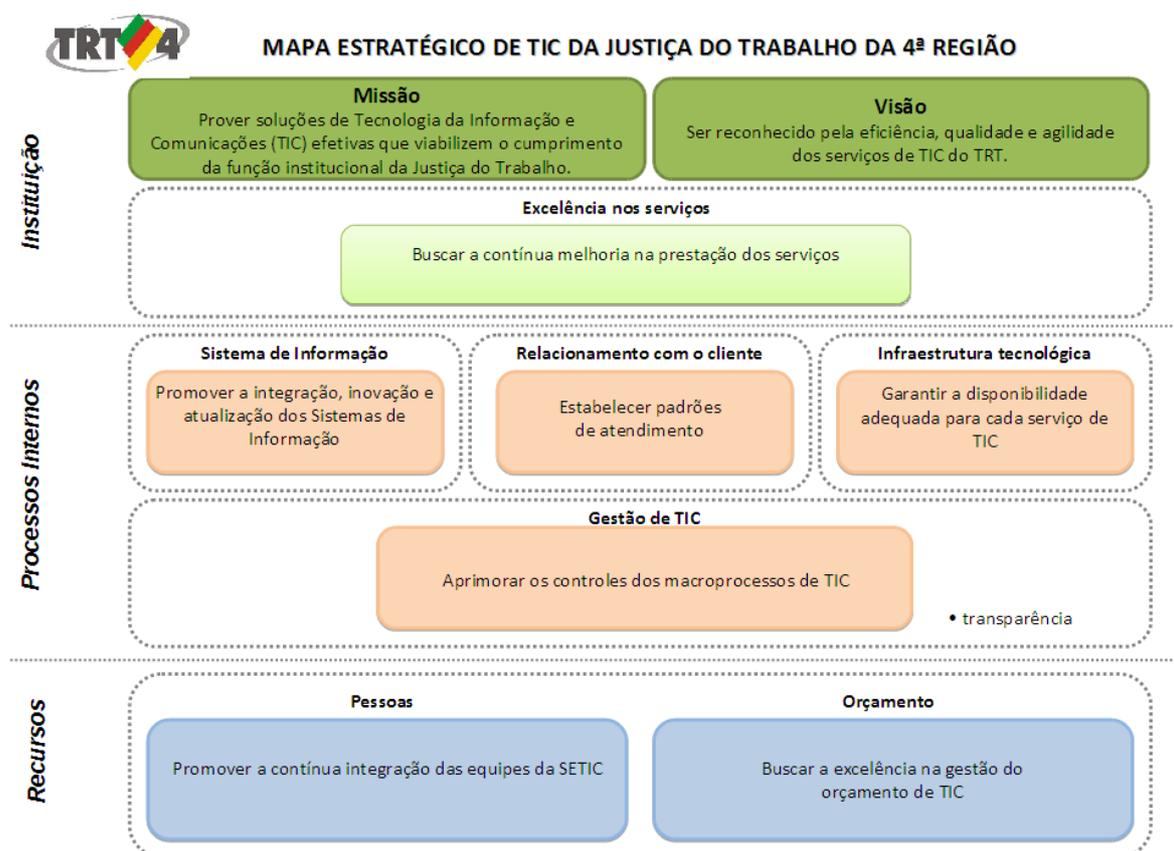 TRT 4
MAPA ESTRATÉGICO DE TIC DA JUSTIÇA DO TRABALHO DA 4ª REGIÃO
Instituição
Missão
Prover soluções de Tecnologia da Informação e
Comunicações (TIC) efetivas que viabilizem o cumprimento
da função institucional da Justiça do Trabalho.
Visão
Ser reconhecido pela eficiência, qualidade e agilidade
dos serviços de TIC do TRT.
Excelência nos serviços
Buscar a contínua melhoria na prestação dos serviços
Processos Internos
Sistema de Informação
Promover a integração, inovação e
atualização dos Sistemas de
Informação
Relacionamento com o cliente
Estabelecer padrões
de atendimento
Infraestrutura tecnológica
Garantir a disponibilidade
adequada para cada serviço de
TIC
Gestão de TIC
Aprimorar os controles dos macroprocessos de TIC
• transparência
Recursos
Pessoas
Promover a contínua integração das equipes da SETIC
Orçamento
Buscar a excelência na gestão do
orçamento de TIC